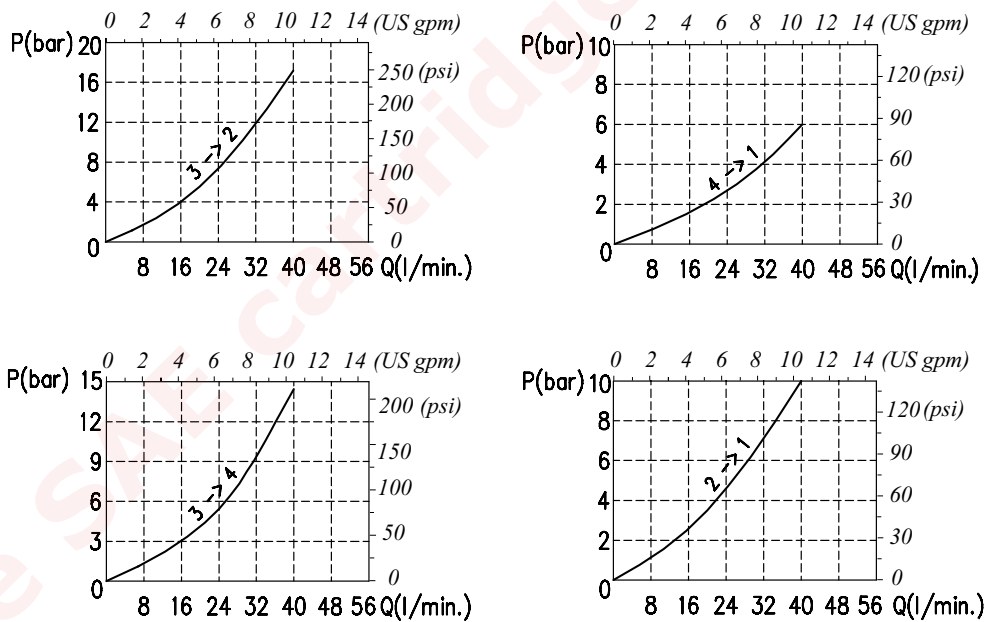 0 2 4 6 8 10 12 14 (US gpm)
P(bar) 20
16
12
8
4
0
250 (psi)
200
150
100
50
0
3 -> 2
8 16 24 32 40 48 56 Q(l/min.)
0 2 4 6 8 10 12 14 (US gpm)
P(bar) 10
8
6
4
2
0
120 (psi)
90
60
30
0
4 -> 1
8 16 24 32 40 48 56 Q(l/min.)
0 2 4 6 8 10 12 14 (US gpm)
P(bar) 15
12
9
6
3
0
200 (psi)
150
100
50
0
3 -> 4
8 16 24 32 40 48 56 Q(l/min.)
0 2 4 6 8 10 12 14 (US gpm)
P(bar) 10
8
6
4
2
0
120 (psi)
90
60
30
0
2 -> 1
8 16 24 32 40 48 56 Q(l/min.)
e SAE cartridge